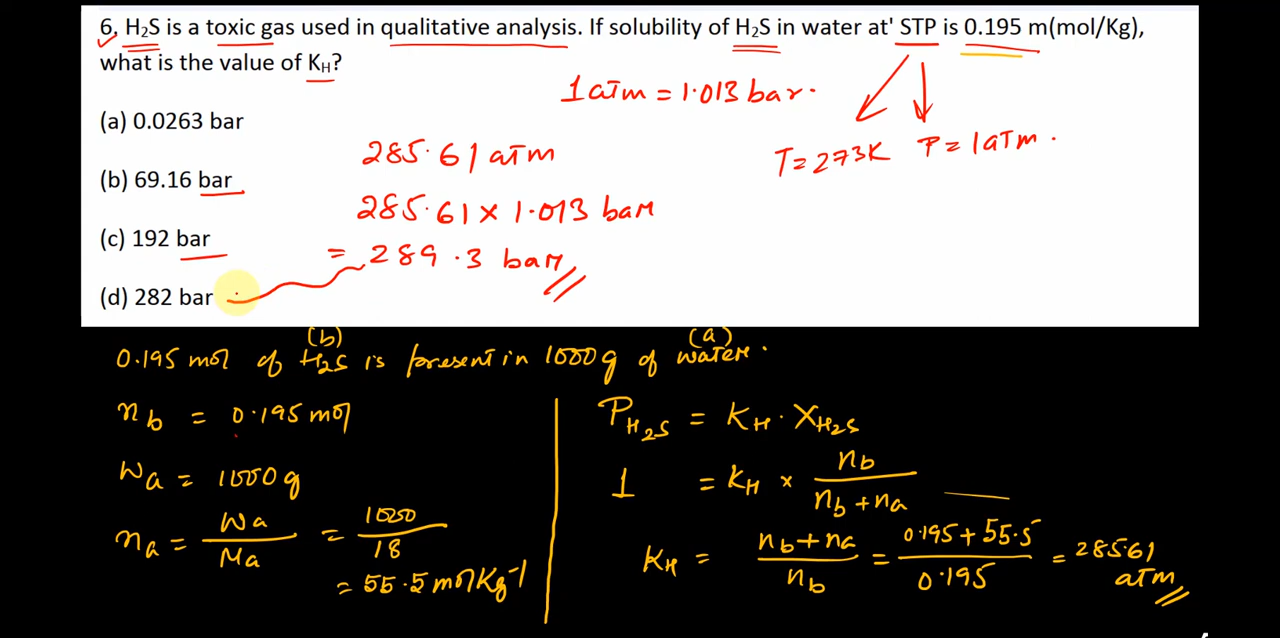 6. H₂S is a toxic gas used in qualitative analysis. If solubility of H₂S in water at' STP is 0.195 m(mol/Kg),
what is the value of K_H?
1 atm = 1.013 bar.
(a) 0.0263 bar
T = 273K P = 1 atm.
285.61 atm
(b) 69.16 bar
285.61 × 1.013 bar
(c) 192 bar
= 289.3 bar
(d) 282 bar
(b) (a)
0.195 mol of H₂S is present in 1000 g of water.
n_b = 0.195 mol
W_a = 1000 g
n_a = W_a / M_a = 1000 / 18
= 55.5 mol Kg⁻¹
P_H₂S = K_H · X_H₂S
1 = K_H × n_b / (n_b + n_a)
K_H = (n_b + n_a) / n_b = (0.195 + 55.5) / 0.195 = 285.61 atm